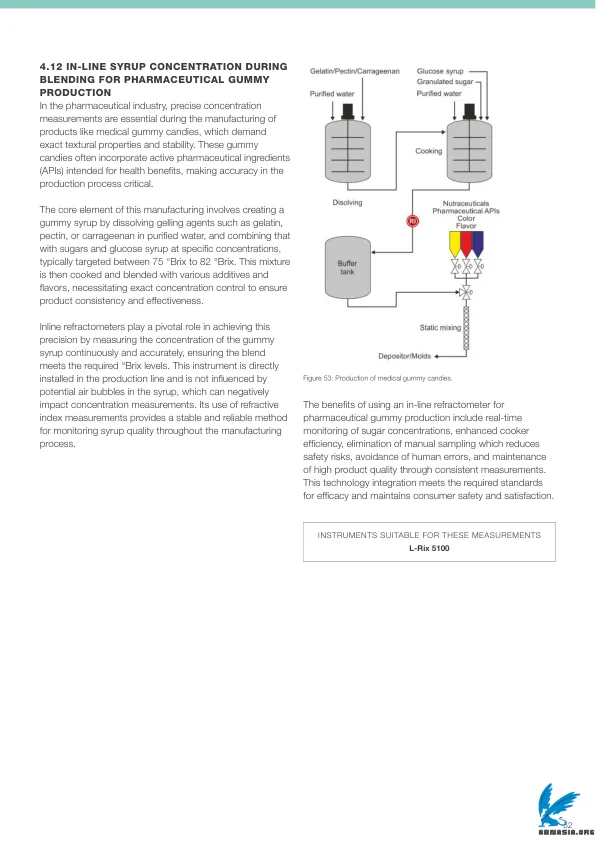 4.12 IN-LINE SYRUP CONCENTRATION DURING
BLENDING FOR PHARMACEUTICAL GUMMY
PRODUCTION
In the pharmaceutical industry, precise concentration
measurements are essential during the manufacturing of
products like medical gummy candies, which demand
exact textural properties and stability. These gummy
candies often incorporate active pharmaceutical ingredients
(APIs) intended for health benefits, making accuracy in the
production process critical.
The core element of this manufacturing involves creating a
gummy syrup by dissolving gelling agents such as gelatin,
pectin, or carrageenan in purified water, and combining that
with sugars and glucose syrup at specific concentrations,
typically targeted between 75 °Brix to 82 °Brix. This mixture
is then cooked and blended with various additives and
flavors, necessitating exact concentration control to ensure
product consistency and effectiveness.
Inline refractometers play a pivotal role in achieving this
precision by measuring the concentration of the gummy
syrup continuously and accurately, ensuring the blend
meets the required °Brix levels. This instrument is directly
installed in the production line and is not influenced by
potential air bubbles in the syrup, which can negatively
impact concentration measurements. Its use of refractive
index measurements provides a stable and reliable method
for monitoring syrup quality throughout the manufacturing
process.
Gelatin/Pectin/Carrageenan
Purified water
Glucose syrup
Granulated sugar
Purified water
Cooking
Disolving
RI1
Nutraceuticals
Pharmaceutical APIs
Color
Flavor
Buffer
tank
Static mixing
Depositor/Molds
Figure 53: Production of medical gummy candies.
The benefits of using an in-line refractometer for
pharmaceutical gummy production include real-time
monitoring of sugar concentrations, enhanced cooker
efficiency, elimination of manual sampling which reduces
safety risks, avoidance of human errors, and maintenance
of high product quality through consistent measurements.
This technology integration meets the required standards
for efficacy and maintains consumer safety and satisfaction.
INSTRUMENTS SUITABLE FOR THESE MEASUREMENTS
L-Rix 5100
52
ABNASIA.ORG